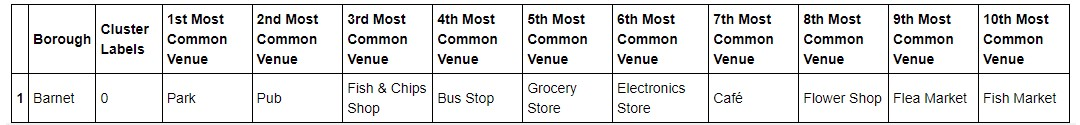 Borough Cluster Labels 1st Most Common Venue 2nd Most Common Venue 3rd Most Common Venue 4th Most Common Venue 5th Most Common Venue 6th Most Common Venue 7th Most Common Venue 8th Most Common Venue 9th Most Common Venue 10th Most Common Venue
1 Barnet 0 Park Pub Fish & Chips Shop Bus Stop Grocery Store Electronics Store Café Flower Shop Flea Market Fish Market